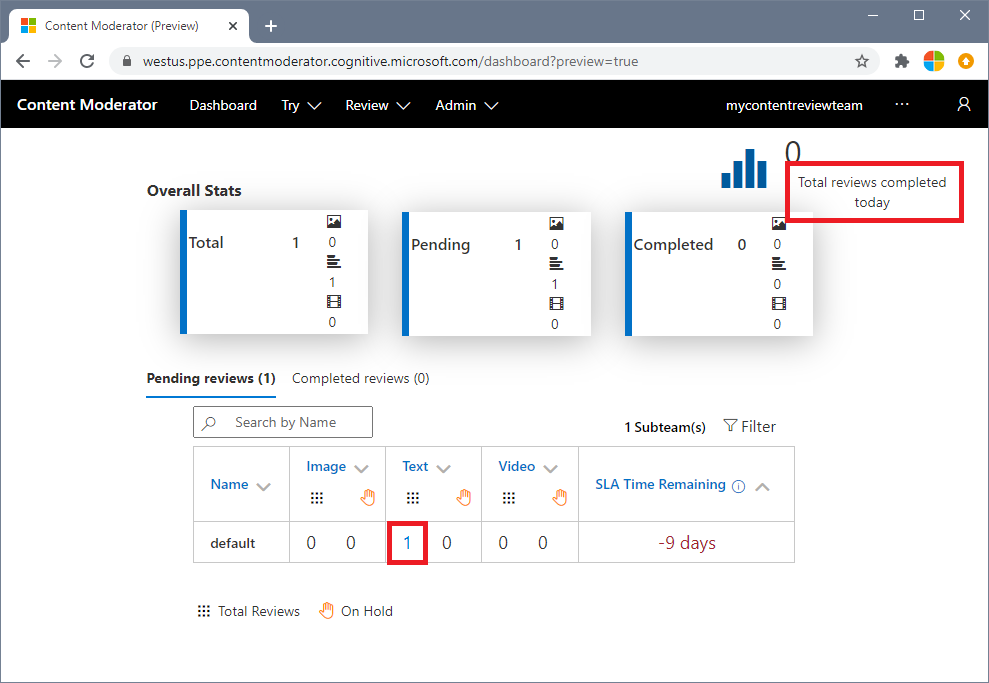 Content Moderator (Preview)
westus.ppe.contentmoderator.cognitive.microsoft.com/dashboard?preview=true
Content Moderator Dashboard Try Review Admin mycontentreviewteam ...
0
Total reviews completed
today
Overall Stats
Total 1 0 1 0
Pending 1 0 1 0
Completed 0 0 0 0
Pending reviews (1) Completed reviews (0)
Search by Name
1 Subteam(s) Filter
Name Image Text Video SLA Time Remaining
default 0 0 1 0 0 0 -9 days
Total Reviews On Hold